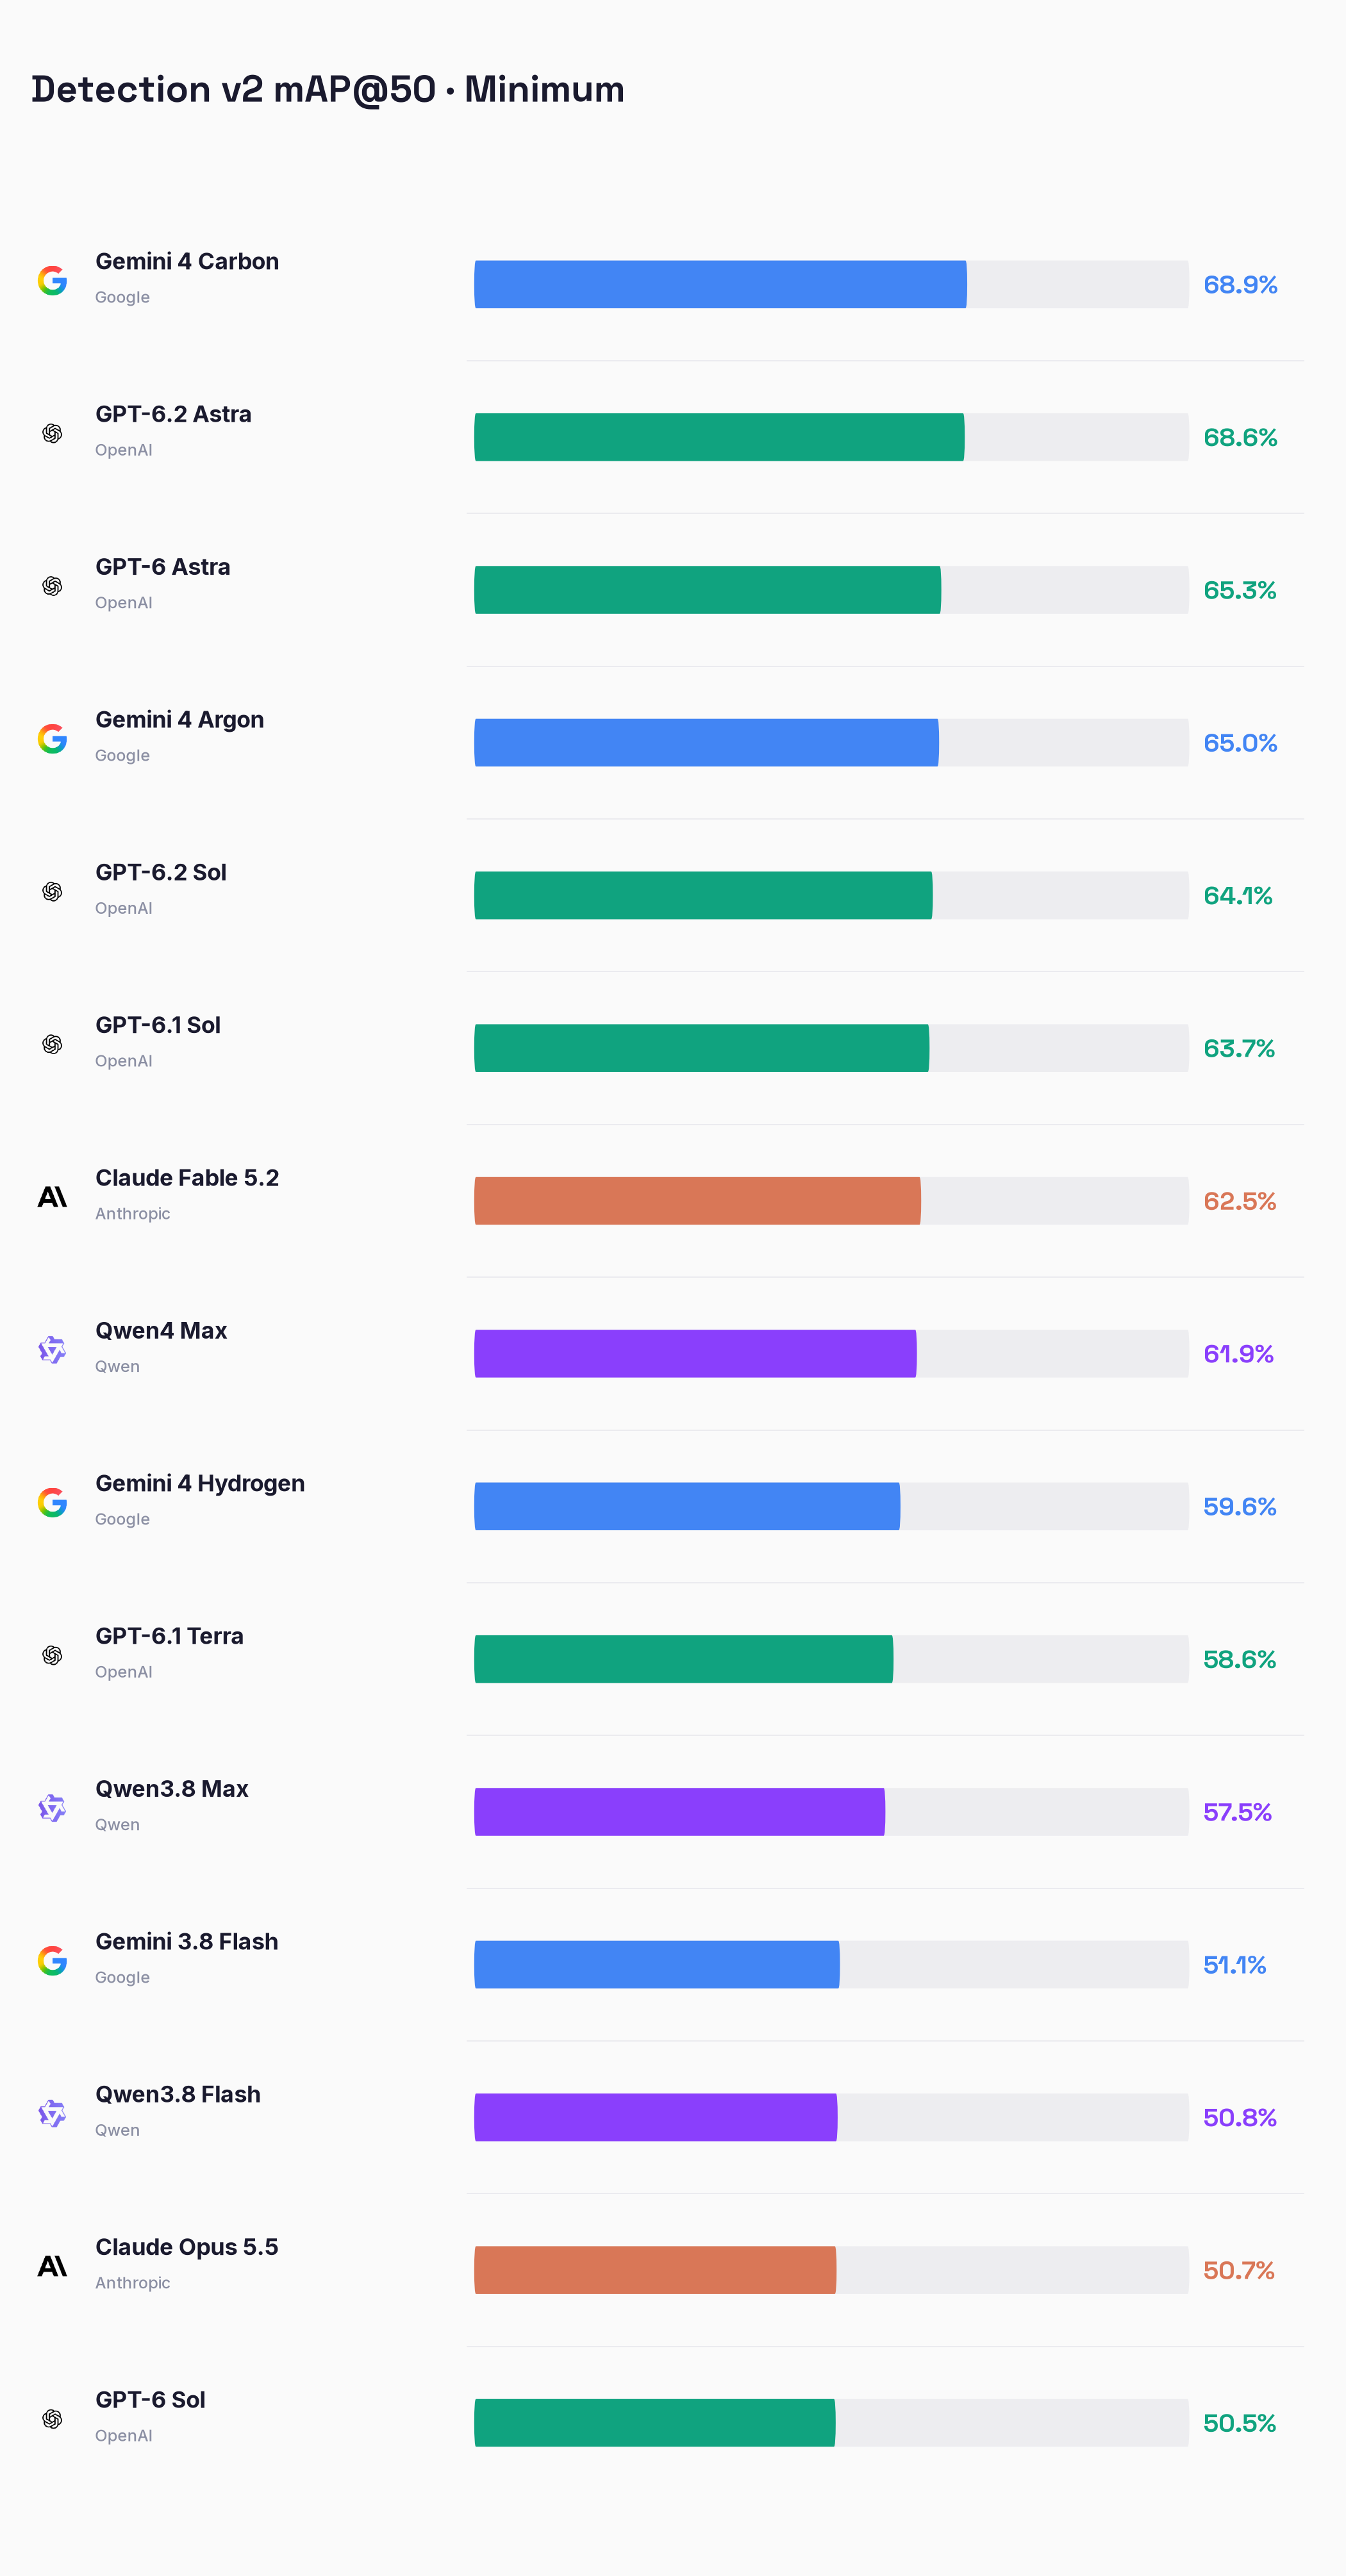 Detection v2 mAP@50 · Minimum
Gemini 4 Carbon
Google
68.9%
GPT-6.2 Astra
OpenAI
68.6%
GPT-6 Astra
OpenAI
65.3%
Gemini 4 Argon
Google
65.0%
GPT-6.2 Sol
OpenAI
64.1%
GPT-6.1 Sol
OpenAI
63.7%
Claude Fable 5.2
Anthropic
62.5%
Qwen4 Max
Qwen
61.9%
Gemini 4 Hydrogen
Google
59.6%
GPT-6.1 Terra
OpenAI
58.6%
Qwen3.8 Max
Qwen
57.5%
Gemini 3.8 Flash
Google
51.1%
Qwen3.8 Flash
Qwen
50.8%
Claude Opus 5.5
Anthropic
50.7%
GPT-6 Sol
OpenAI
50.5%